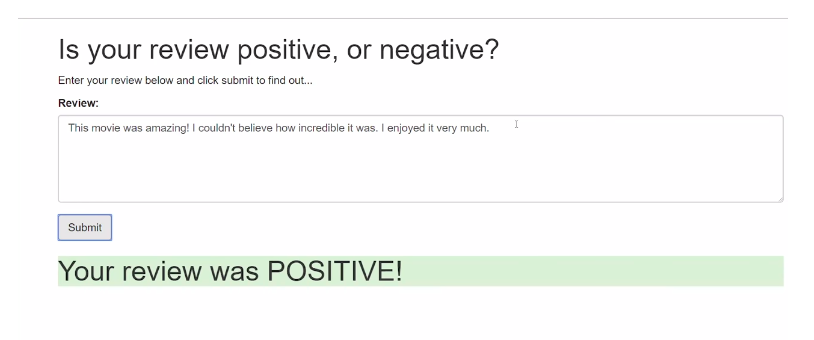 Is your review positive, or negative?
Enter your review below and click submit to find out...
Review:
This movie was amazing! I couldn't believe how incredible it was. I enjoyed it very much.
Submit
Your review was POSITIVE!